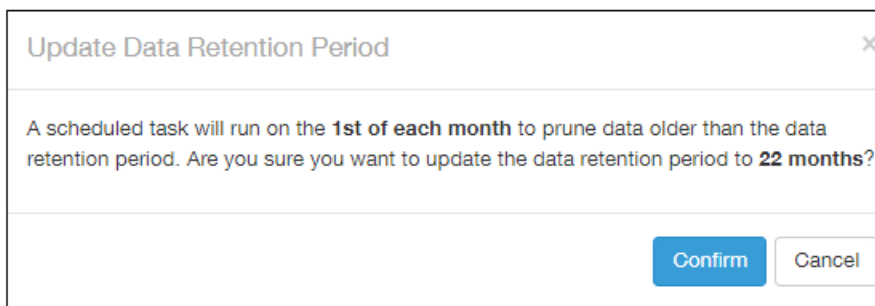 Update Data Retention Period
A scheduled task will run on the 1st of each month to prune data older than the data
retention period. Are you sure you want to update the data retention period to 22 months?
Confirm Cancel